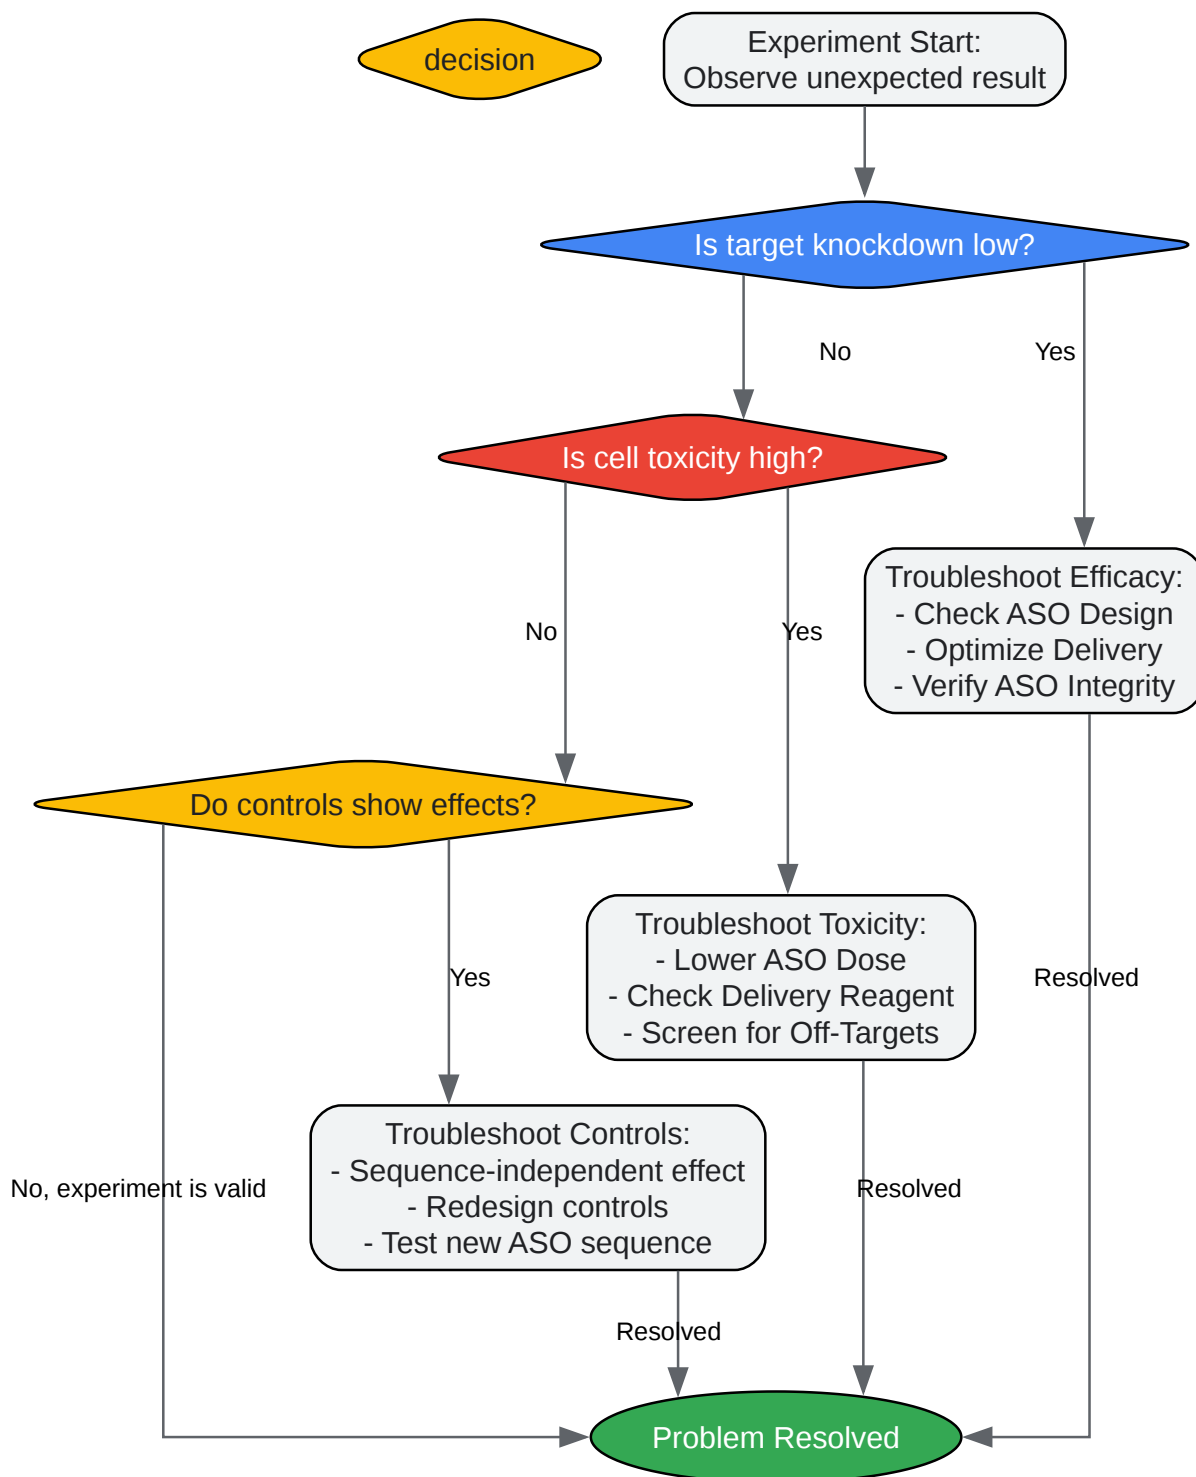 decision
Experiment Start:
Observe unexpected result
Is target knockdown low?
No
Yes
Is cell toxicity high?
Troubleshoot Efficacy:
- Check ASO Design
- Optimize Delivery
- Verify ASO Integrity
No
Yes
Do controls show effects?
Troubleshoot Toxicity:
- Lower ASO Dose
- Check Delivery Reagent
- Screen for Off-Targets
Yes
Resolved
Troubleshoot Controls:
- Sequence-independent effect
- Redesign controls
- Test new ASO sequence
No, experiment is valid
Resolved
Resolved
Problem Resolved